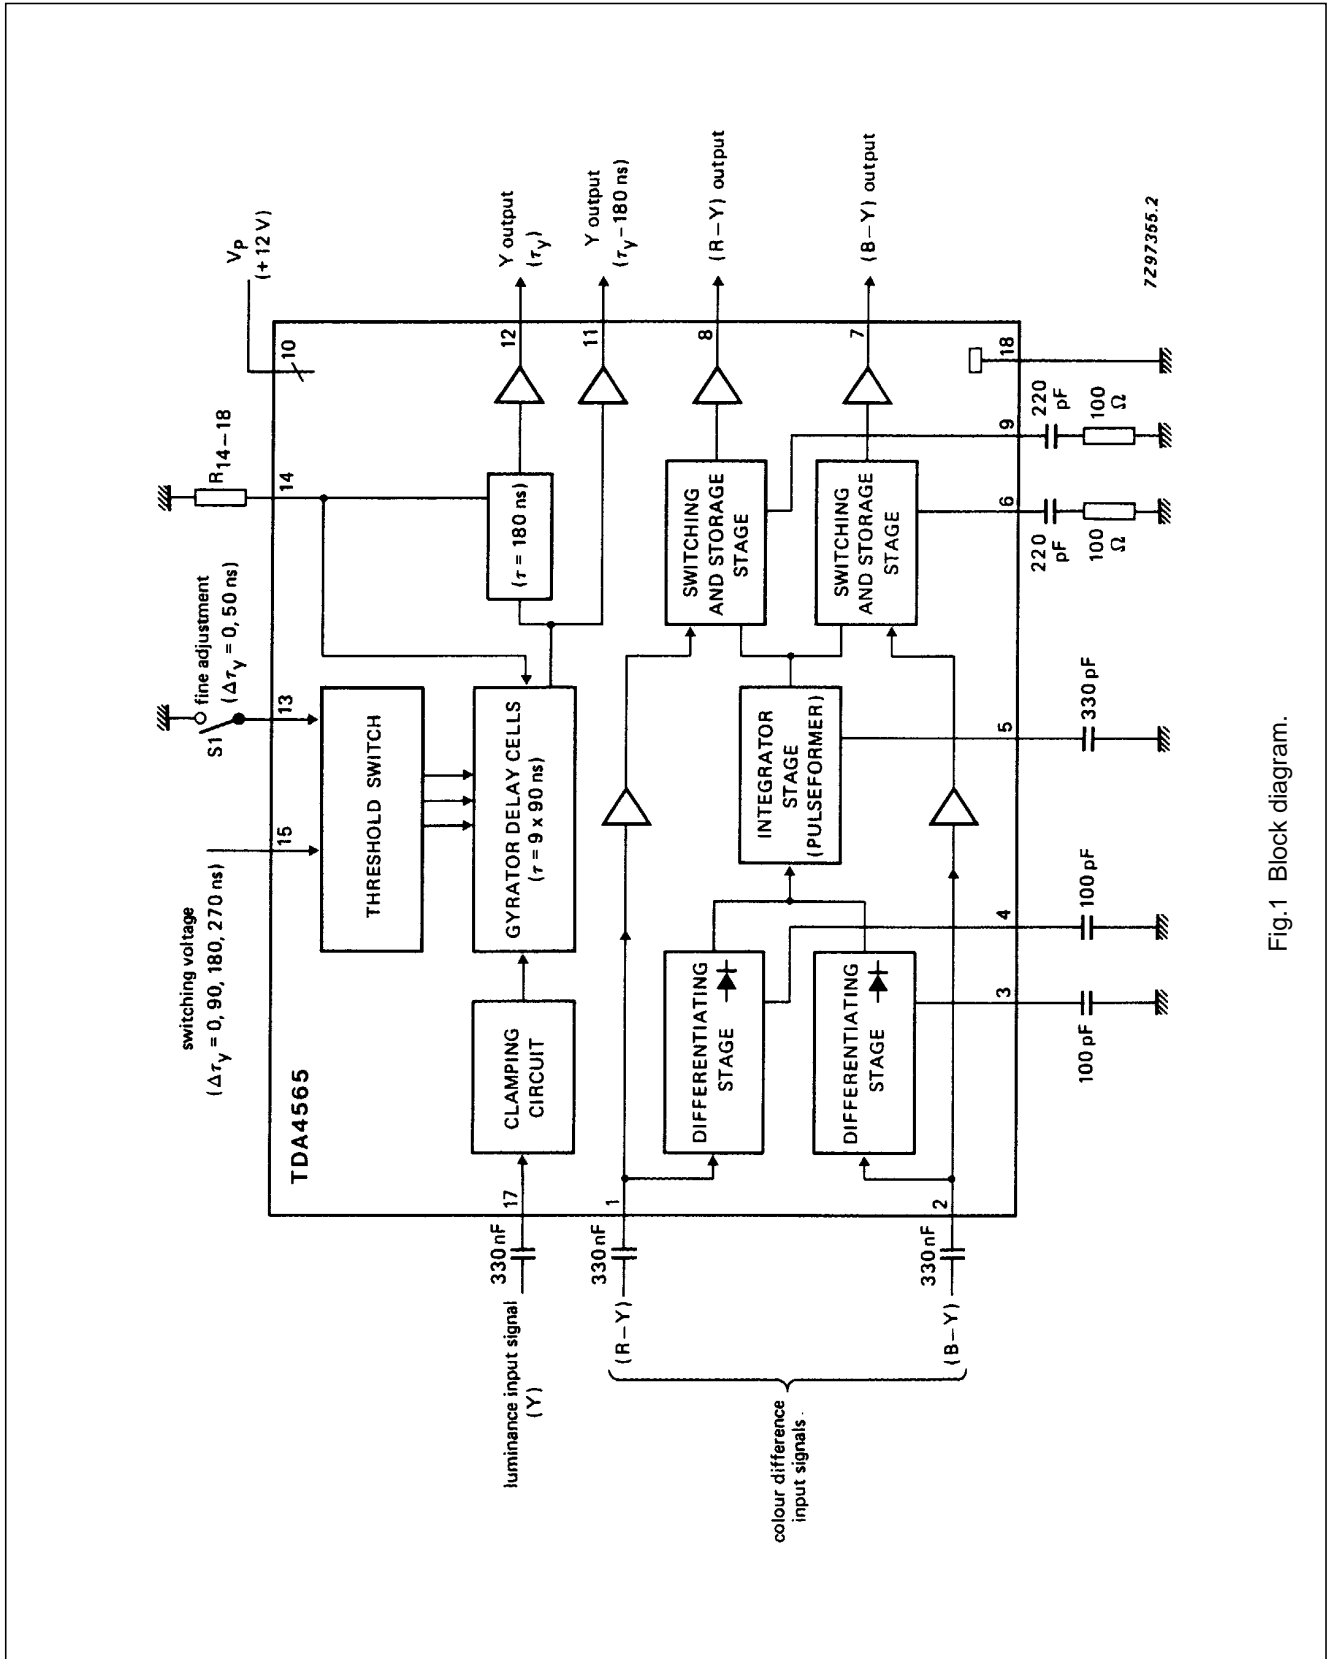 switching voltage
(Δτy = 0, 90, 180, 270 ns)
fine adjustment
(Δτy = 0, 50 ns)
S1
R14–18
VP
(+ 12 V)
15
13
14
10
TDA4565
THRESHOLD SWITCH
luminance input signal
(Y)
330 nF
17
CLAMPING
CIRCUIT
GYRATOR DELAY CELLS
(τ = 9 x 90 ns)
(τ = 180 ns)
12
Y output
(τy)
11
Y output
(τy-180 ns)
colour difference
input signals
(R–Y)
330 nF
1
DIFFERENTIATING
STAGE
SWITCHING
AND STORAGE
STAGE
8
(R–Y) output
INTEGRATOR
STAGE
(PULSEFORMER)
(B–Y)
330 nF
2
DIFFERENTIATING
STAGE
SWITCHING
AND STORAGE
STAGE
7
(B–Y) output
3
4
5
6
9
18
100 pF
100 pF
330 pF
220
pF
100
Ω
220
pF
100
Ω
7297355.2
Fig.1 Block diagram.